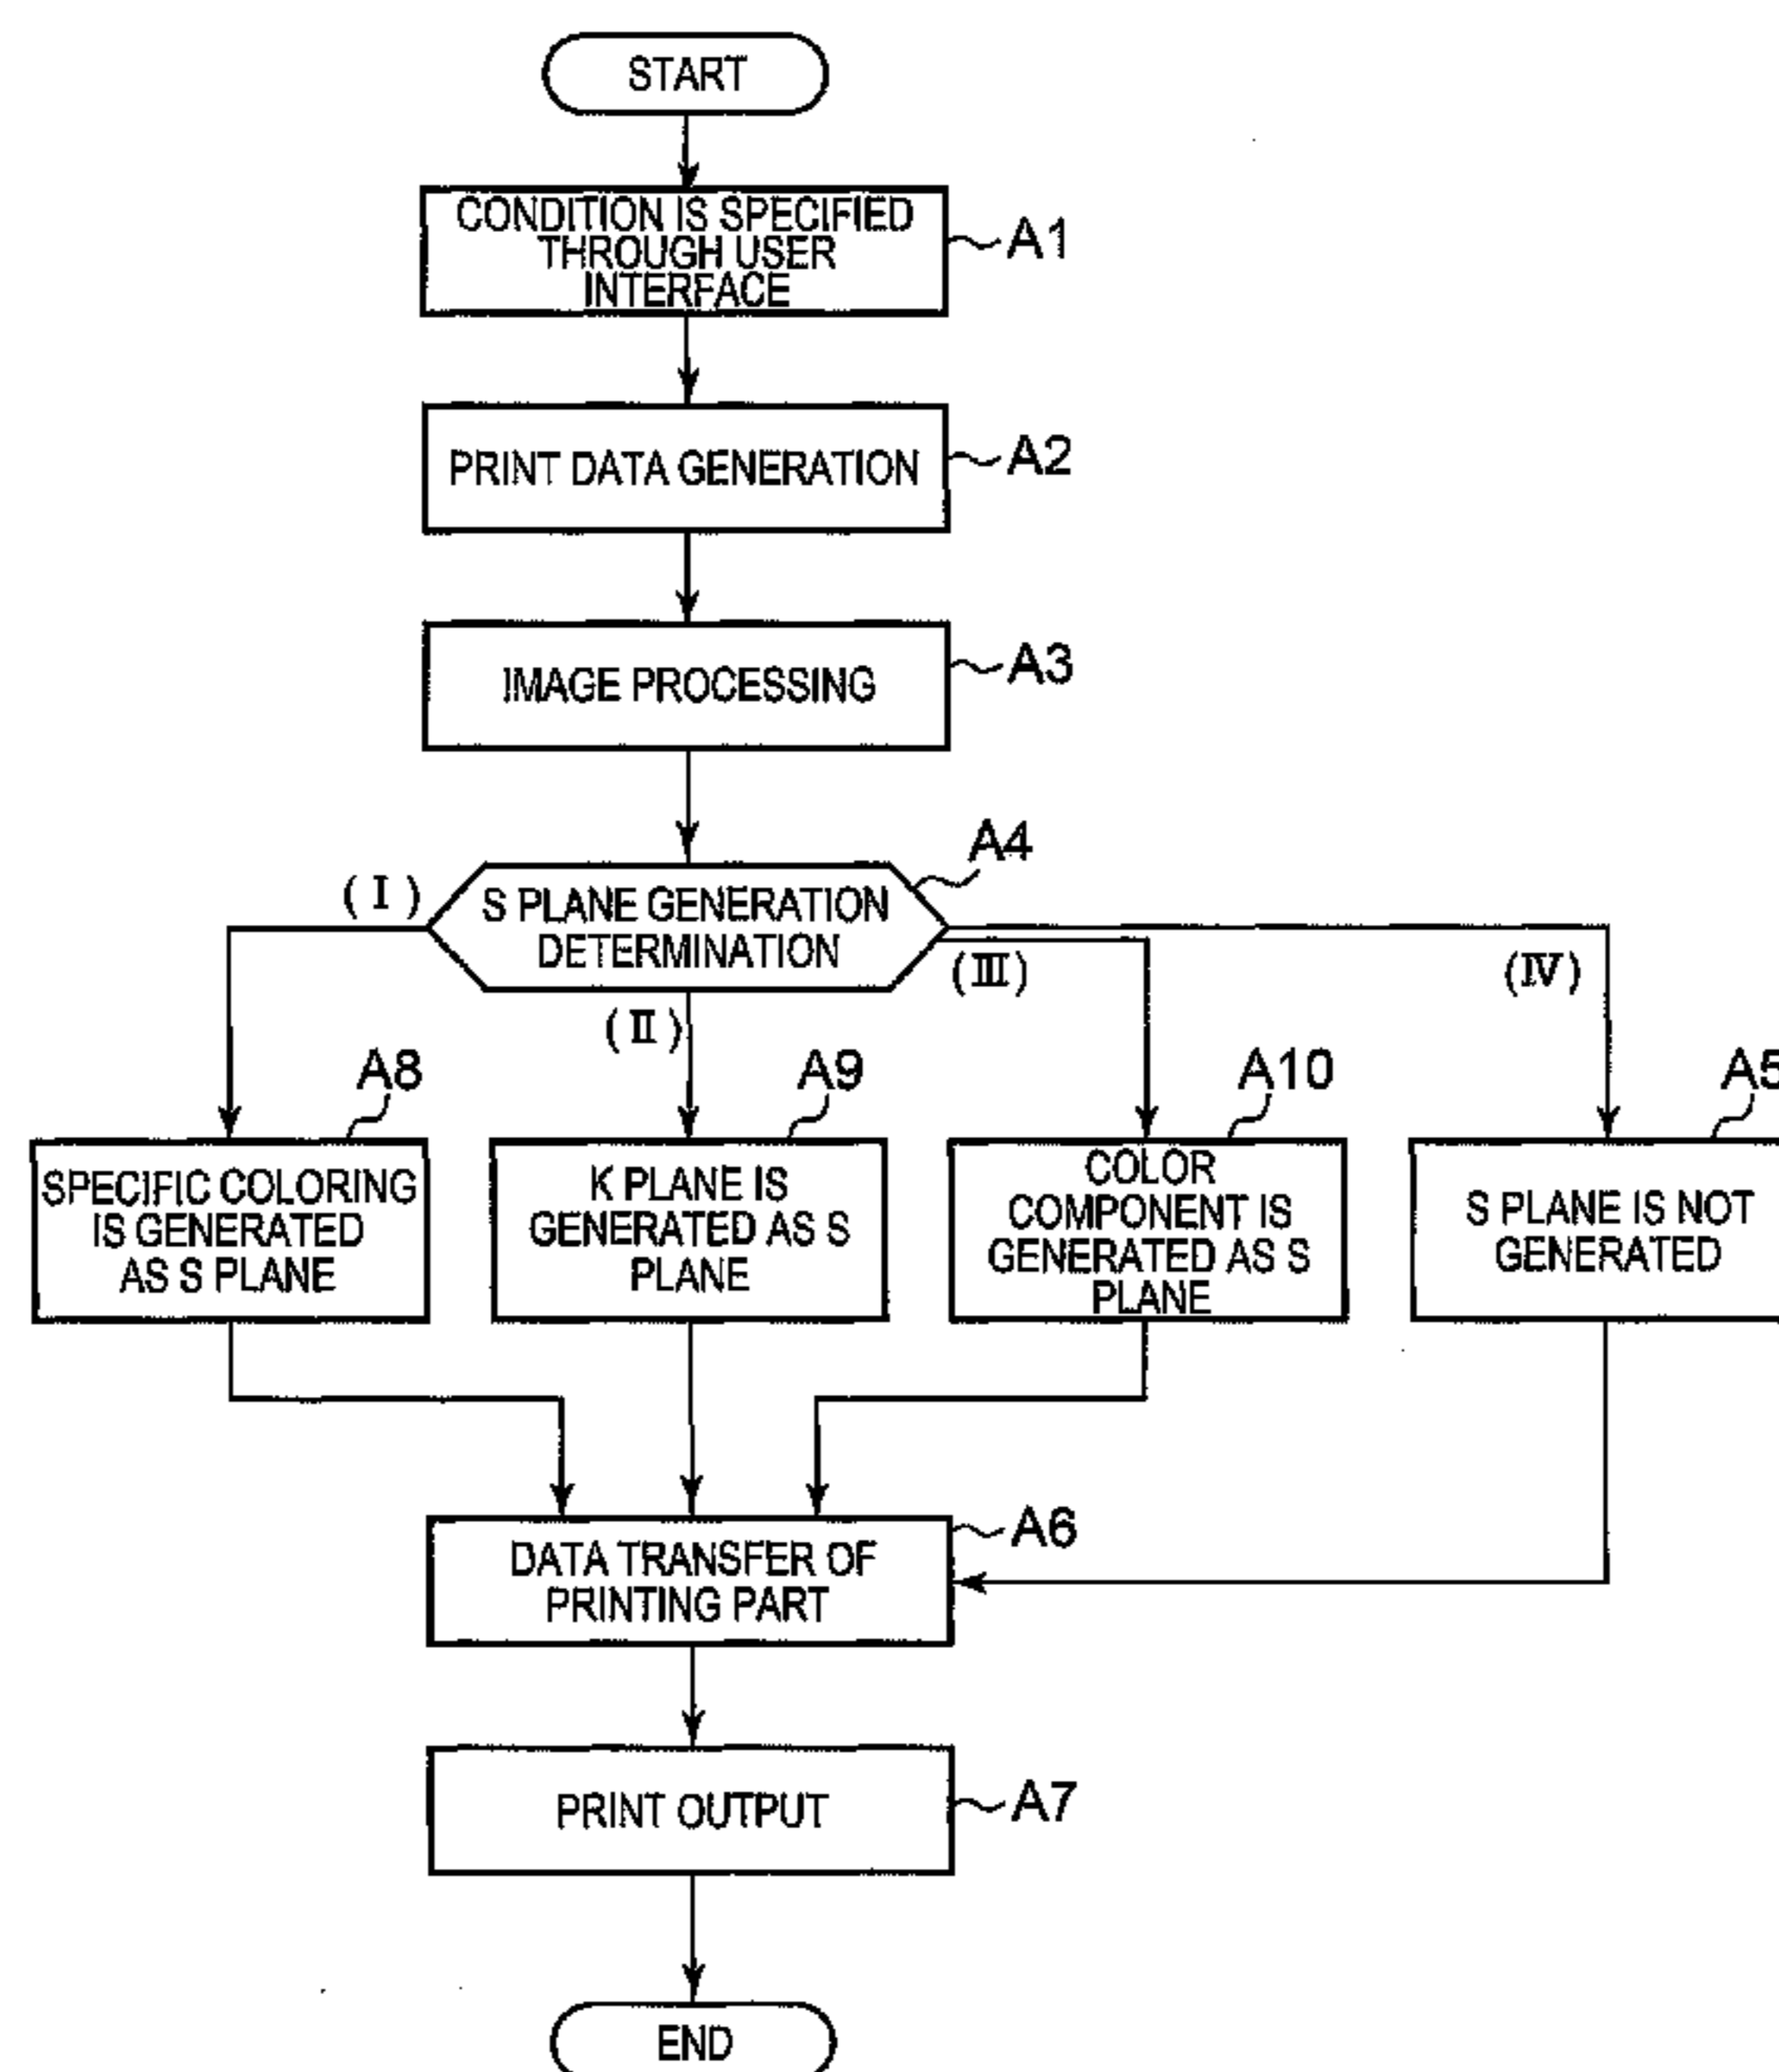 START
CONDITION IS SPECIFIED
THROUGH USER
INTERFACE
A1
PRINT DATA GENERATION
A2
IMAGE PROCESSING
A3
A4
S PLANE GENERATION
DETERMINATION
(I)
(II)
(III)
(IV)
A8
SPECIFIC COLORING
IS GENERATED
AS S PLANE
A9
K PLANE IS
GENERATED AS S
PLANE
A10
COLOR
COMPONENT IS
GENERATED AS S
PLANE
A5
S PLANE IS NOT
GENERATED
DATA TRANSFER OF
PRINTING PART
A6
PRINT OUTPUT
A7
END